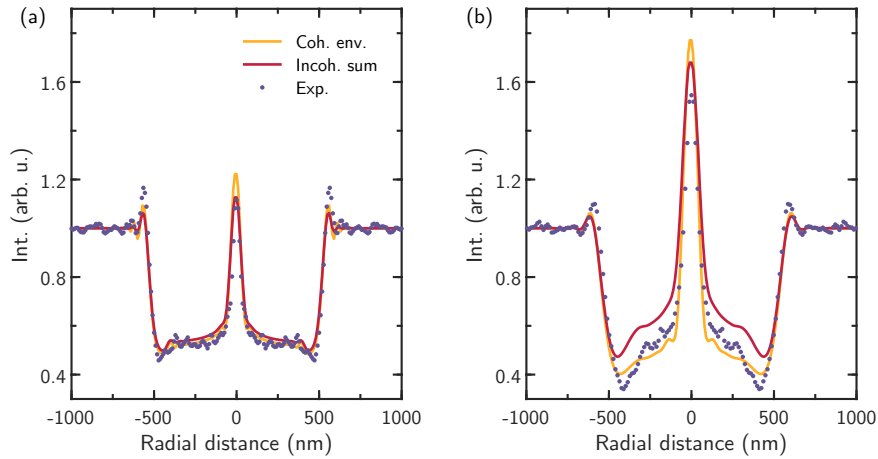 (a)
Coh. env.
Incoh. sum
Exp.
Int. (arb. u.)
1.6
1.2
0.8
0.4
-1000
-500
0
500
1000
Radial distance (nm)
(b)
Int. (arb. u.)
1.6
1.2
0.8
0.4
-1000
-500
0
500
1000
Radial distance (nm)